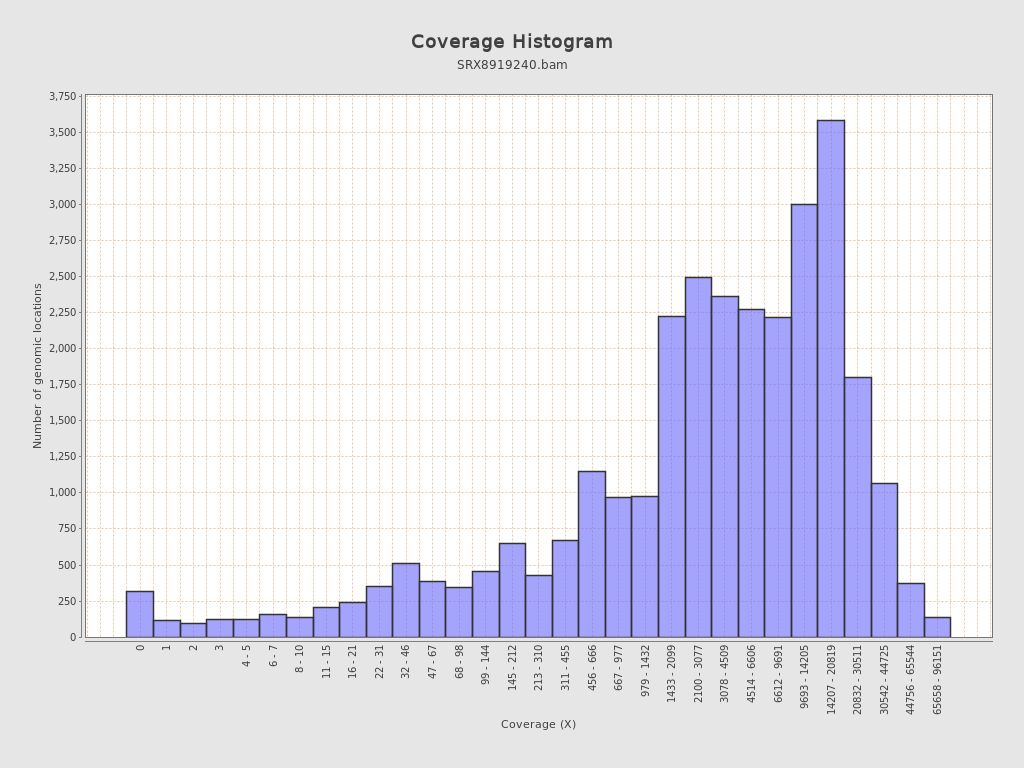 Coverage Histogram
SRX8919240.bam
Number of genomic locations
3,750
3,500
3,250
3,000
2,750
2,500
2,250
2,000
1,750
1,500
1,250
1,000
750
500
250
0
0
1
2
3
4 - 5
6 - 7
8 - 10
11 - 15
16 - 21
22 - 31
32 - 46
47 - 67
68 - 98
99 - 144
145 - 212
213 - 310
311 - 455
456 - 666
667 - 977
979 - 1432
1433 - 2099
2100 - 3077
3078 - 4509
4514 - 6606
6612 - 9691
9693 - 14205
14207 - 20819
20832 - 30511
30542 - 44725
44756 - 65544
65658 - 96151
Coverage (X)